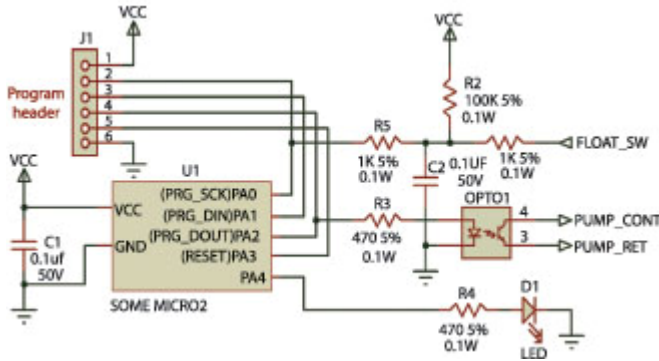 VCC
J1
1
2
3
4
5
6
Program
header
VCC
R2
100K 5%
0.1W
R5
1K 5%
0.1W
C2
0.1UF
50V
1K 5%
0.1W
FLOAT_SW
VCC
C1
0.1uf
50V
U1
VCC
GND
(PRG_SCK)PA0
(PRG_DIN)PA1
(PRG_DOUT)PA2
(RESET)PA3
PA4
SOME MICRO2
R3
470 5%
0.1W
OPTO1
4
3
PUMP_CONT
PUMP_RET
R4
470 5%
0.1W
D1
LED